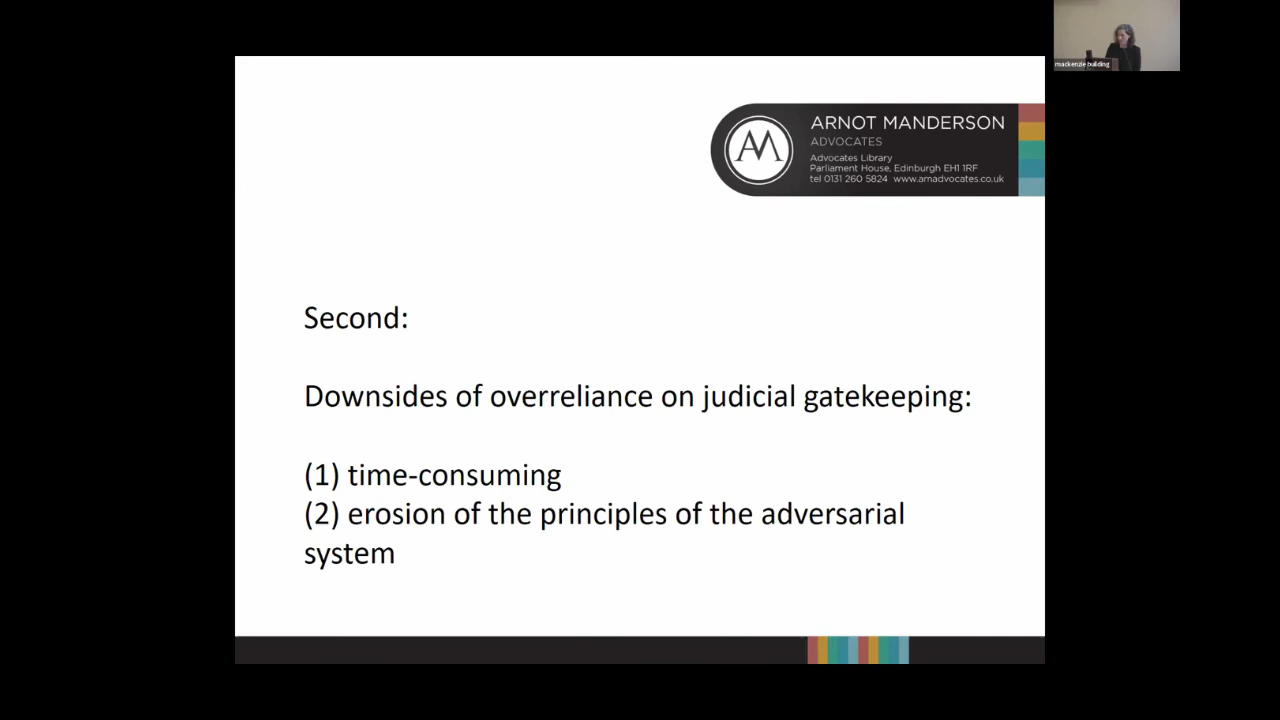 mackenzie building
ARNOT MANDERSON
ADVOCATES
Advocates Library
Parliament House, Edinburgh EH1 1RF
tel 0131 260 5824 www.amadvocates.co.uk
AM
Second:
Downsides of overreliance on judicial gatekeeping:
(1) time-consuming
(2) erosion of the principles of the adversarial
system